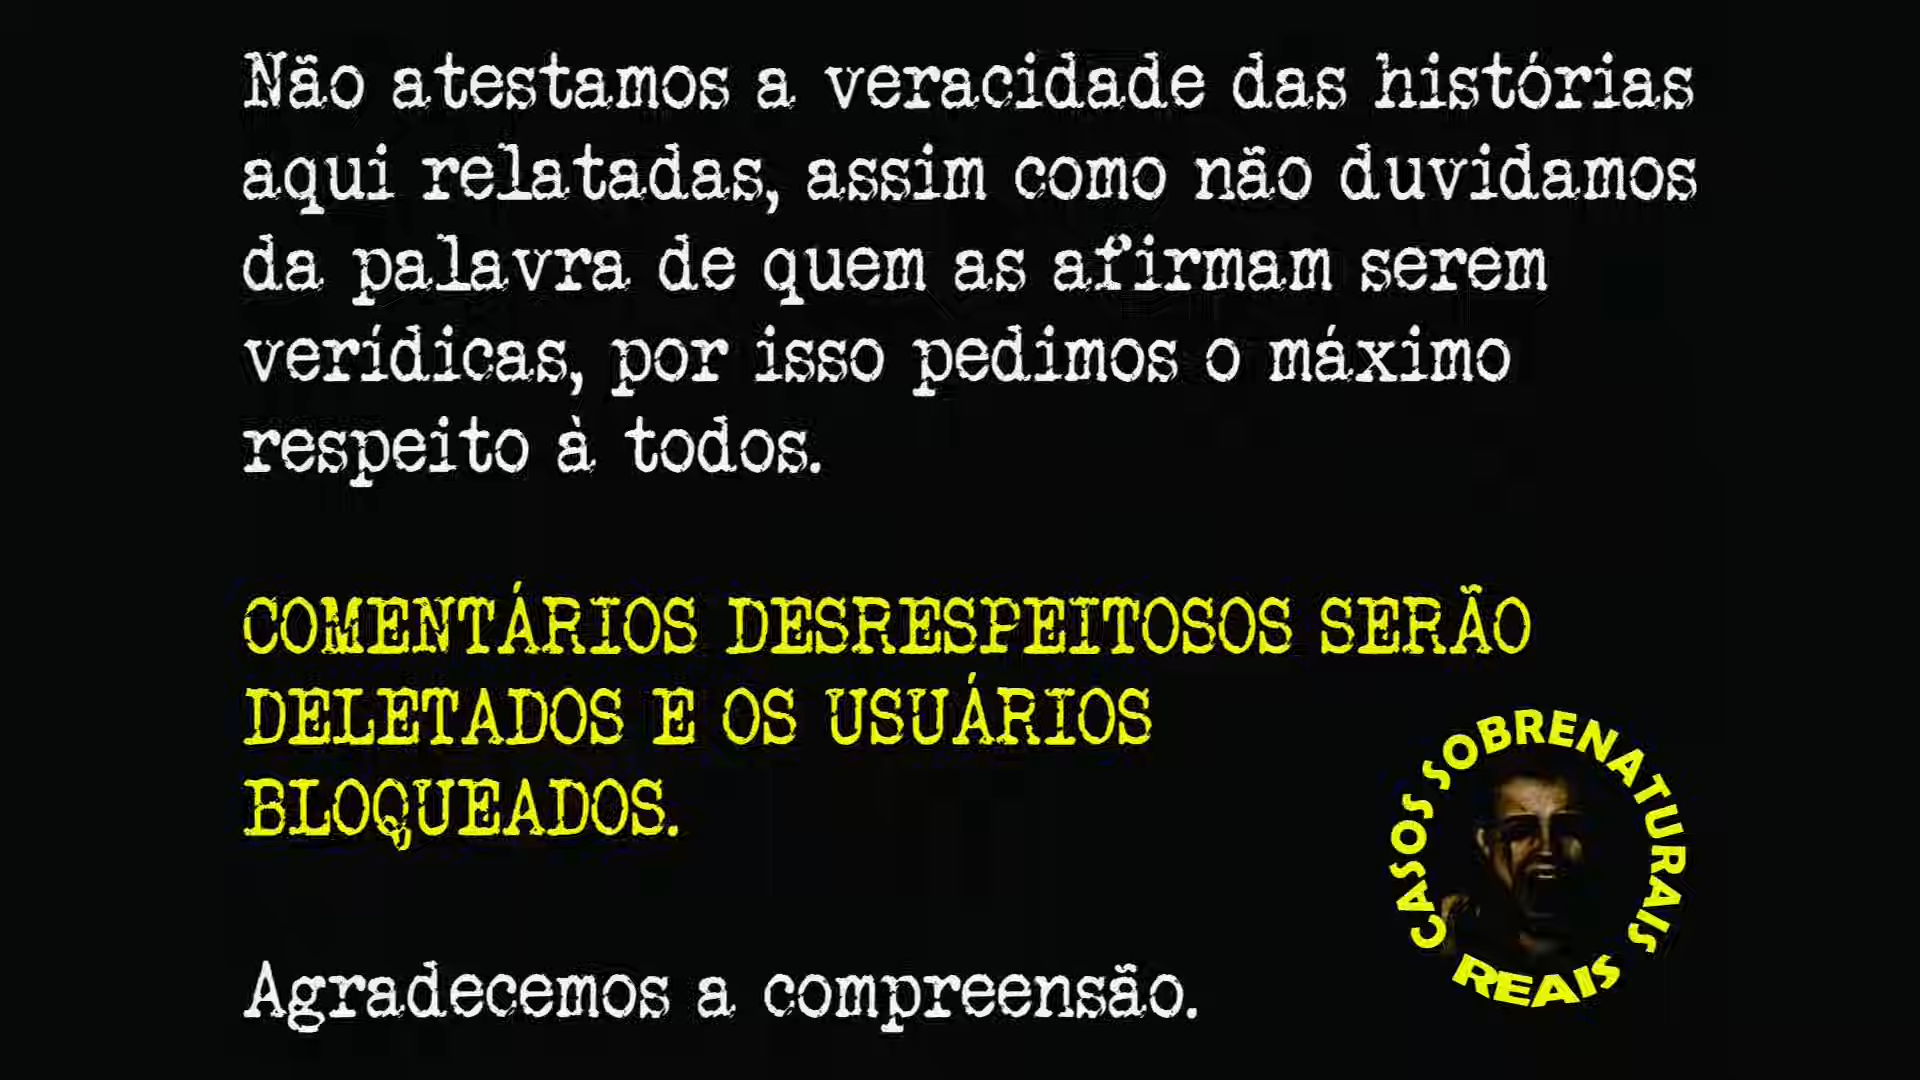 Não atestamos a veracidade das histórias
aqui relatadas, assim como não duvidamos
da palavra de quem as afirmam serem
verídicas, por isso pedimos o máximo
respeito à todos.
COMENTÁRIOS DESRESPEITOSOS SERÃO
DELETADOS E OS USUÁRIOS
BLOQUEADOS.
Agradecemos a compreensão.
CASOS SOBRENATURAIS
REAIS